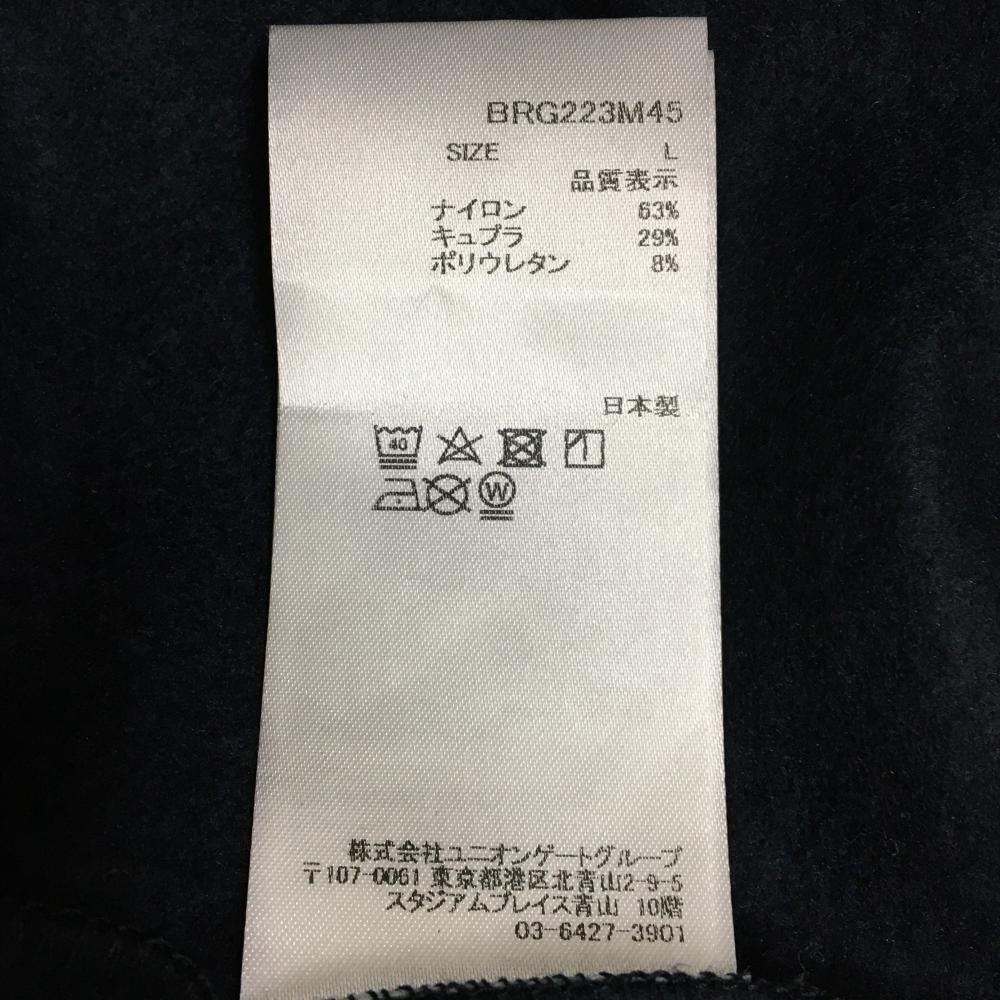 BRG223M45
SIZE L
品質表示
ナイロン 63%
キュプラ 29%
ポリウレタン 8%
日本製
40
W
株式会社ユニオンゲートグループ
〒107-0061 東京都港区北青山2-9-5
スタジアムプレイス青山 10階
03-6427-3901